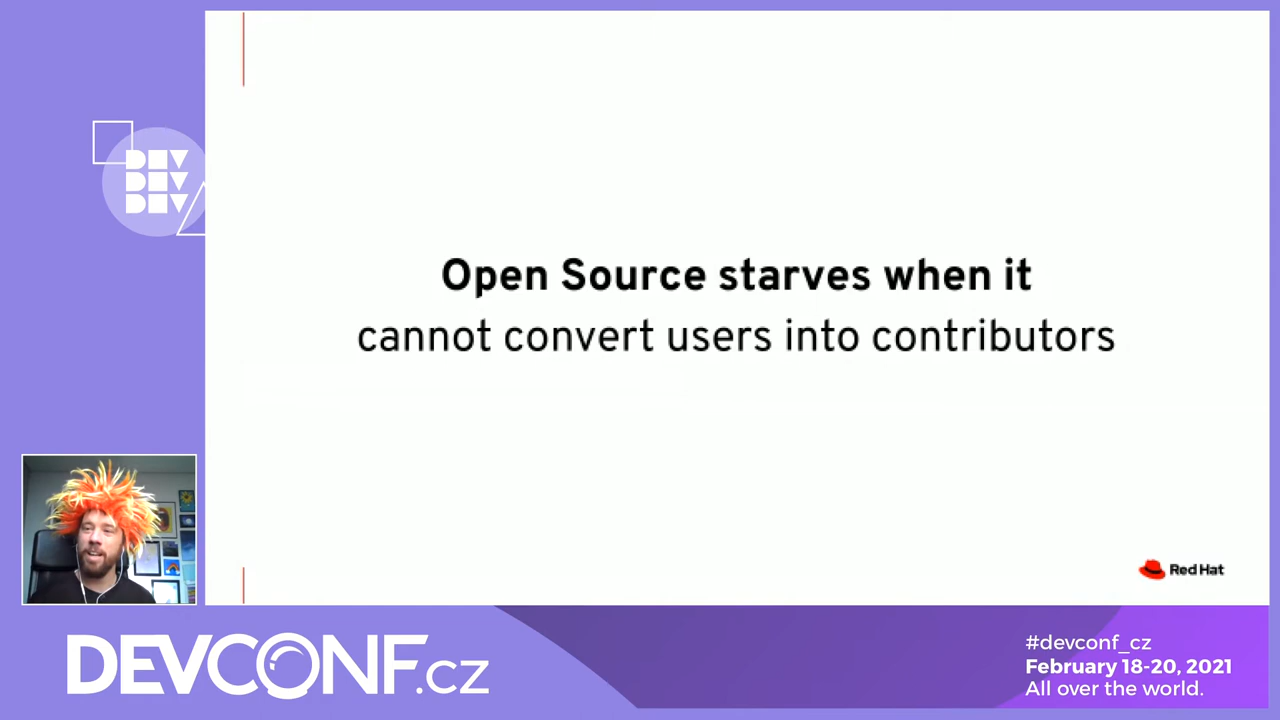 DEV
DEV
DEV
Open Source starves when it
cannot convert users into contributors
Red Hat
DEVCONF.cz
#devconf_cz
February 18-20, 2021
All over the world.